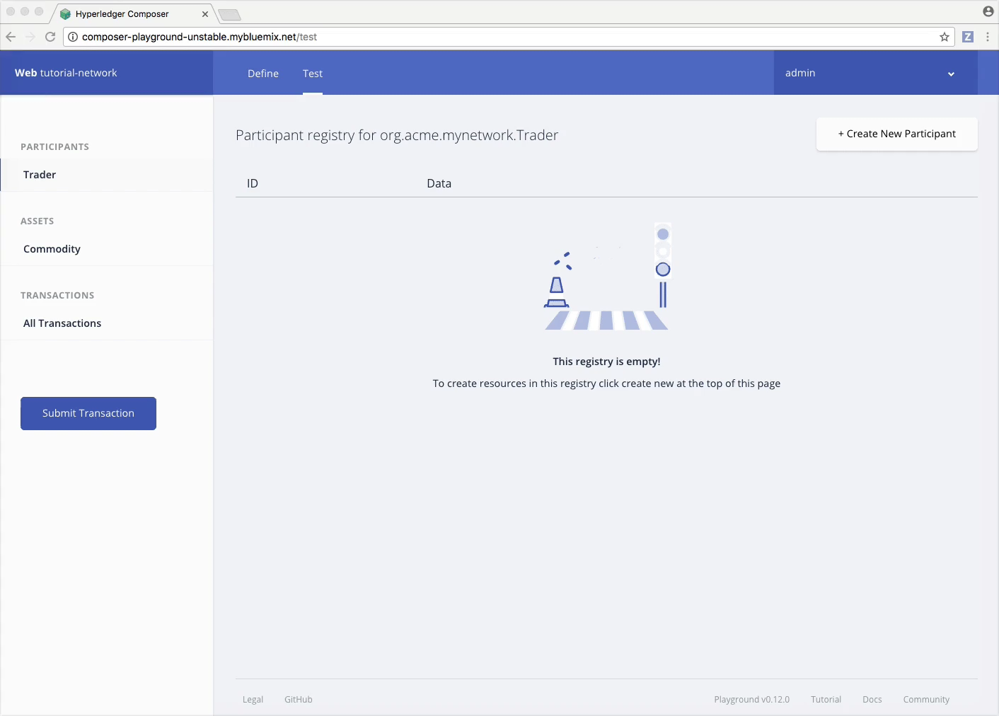 Hyperledger Composer
composer-playground-unstable.mybluemix.net/test
Z
Web tutorial-network
Define
Test
admin
PARTICIPANTS
Trader
ASSETS
Commodity
TRANSACTIONS
All Transactions
Submit Transaction
Participant registry for org.acme.mynetwork.Trader
+ Create New Participant
ID
Data
This registry is empty!
To create resources in this registry click create new at the top of this page
Legal
GitHub
Playground v0.12.0
Tutorial
Docs
Community